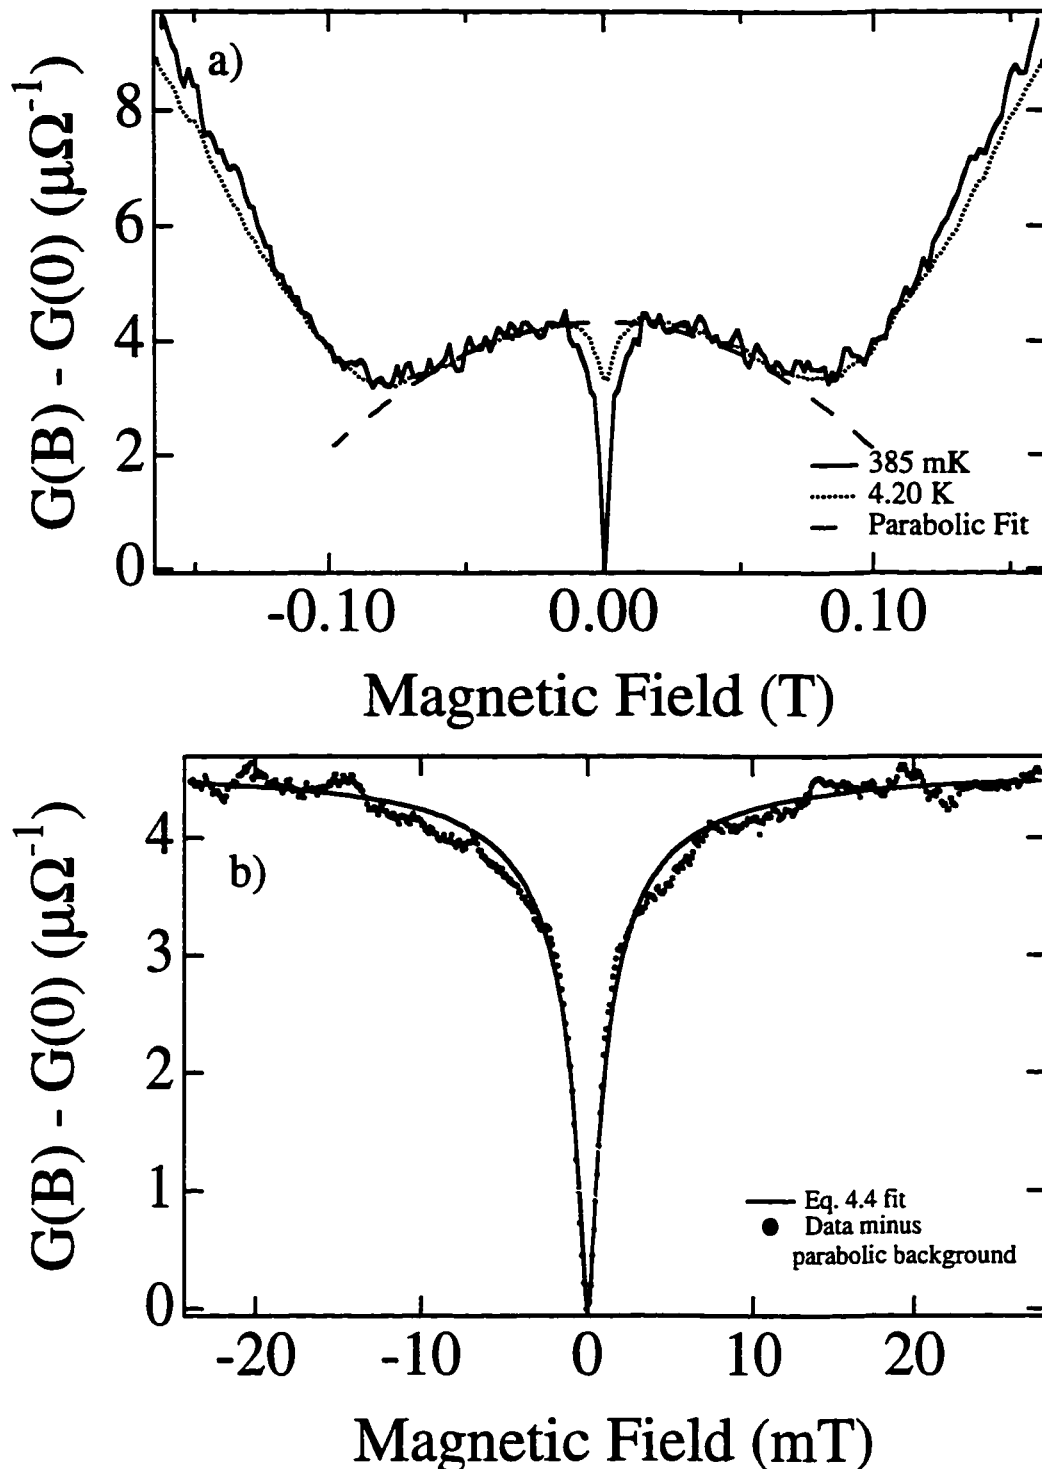 a)
G(B) - G(0) (μΩ⁻¹)
8
6
4
2
0
385 mK
4.20 K
Parabolic Fit
-0.10
0.00
0.10
Magnetic Field (T)
b)
G(B) - G(0) (μΩ⁻¹)
4
3
2
1
0
Eq. 4.4 fit
Data minus
parabolic background
-20
-10
0
10
20
Magnetic Field (mT)